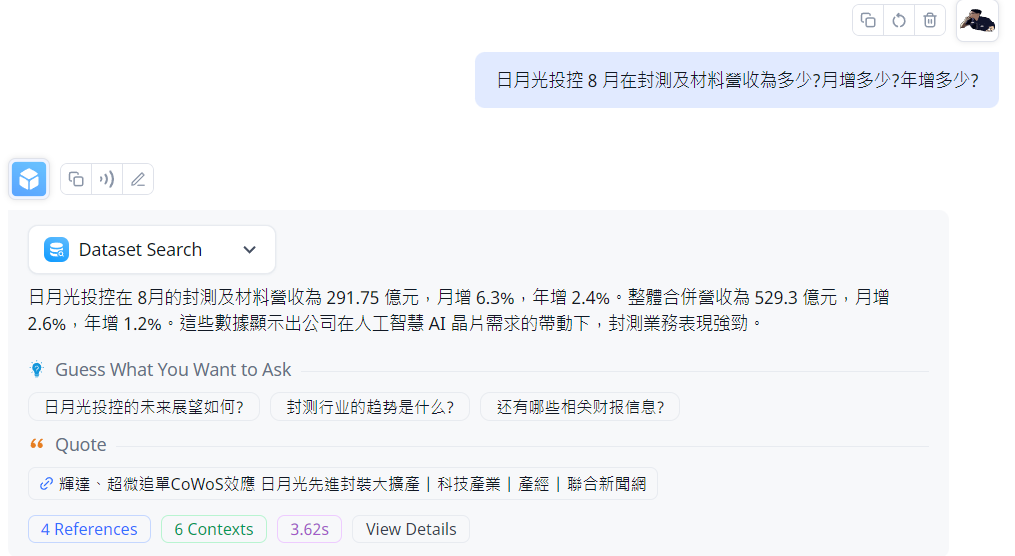 日月光投控 8 月在封測及材料營收為多少?月增多少?年增多少?
Dataset Search
日月光投控在 8月的封測及材料營收為 291.75 億元，月增 6.3%，年增 2.4%。整體合併營收為 529.3 億元，月增
2.6%，年增 1.2%。這些數據顯示出公司在人工智慧 AI 晶片需求的帶動下，封測業務表現強勁。
Guess What You Want to Ask
日月光投控的未来展望如何?
封测行业的趋势是什么?
还有哪些相关财报信息?
Quote
輝達、超微追單CoWoS效應 日月光先進封裝大擴產 | 科技產業 | 產經 | 聯合新聞網
4 References
6 Contexts
3.62s
View Details